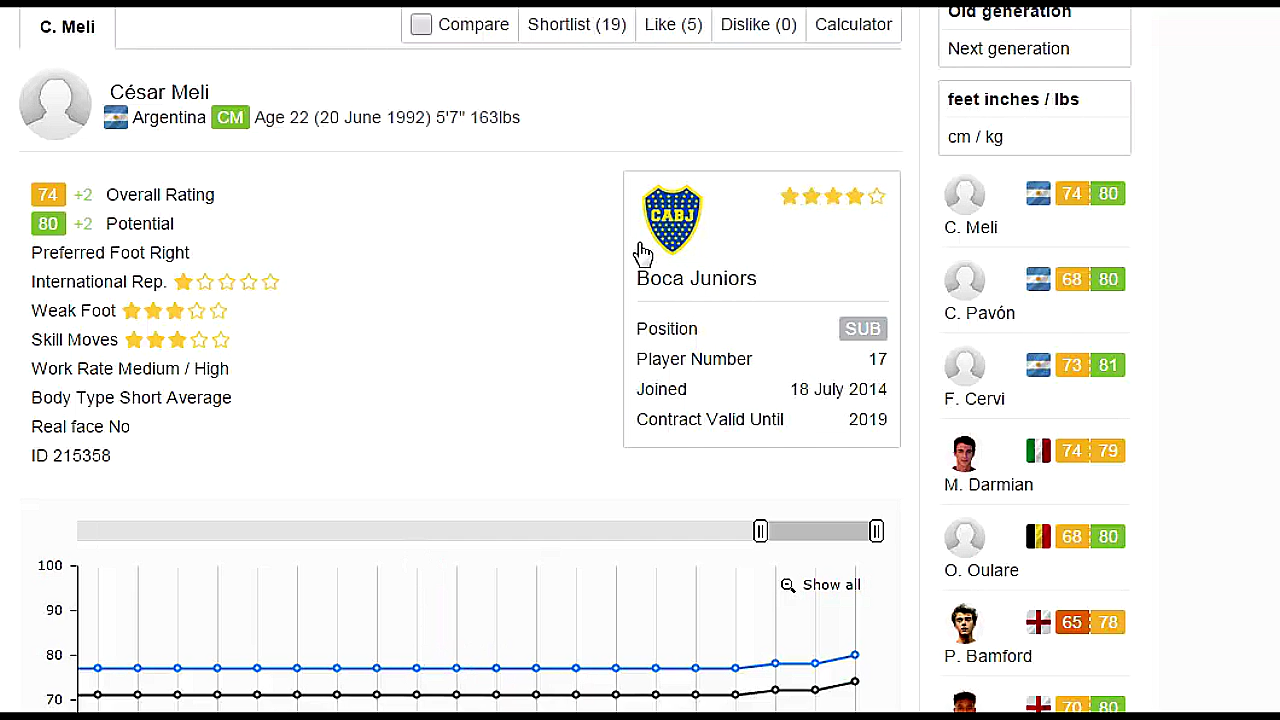 C. Meli
Compare
Shortlist (19)
Like (5)
Dislike (0)
Calculator
César Meli
Argentina CM Age 22 (20 June 1992) 5'7" 163lbs
74 +2 Overall Rating
80 +2 Potential
Preferred Foot Right
International Rep.
Weak Foot
Skill Moves
Work Rate Medium / High
Body Type Short Average
Real face No
ID 215358
CABJ
Boca Juniors
Position SUB
Player Number 17
Joined 18 July 2014
Contract Valid Until 2019
Show all
100
90
80
70
Old generation
Next generation
feet inches / lbs
cm / kg
74 80
C. Meli
68 80
C. Pavón
73 81
F. Cervi
74 79
M. Darmian
68 80
O. Oulare
65 78
P. Bamford
70 80